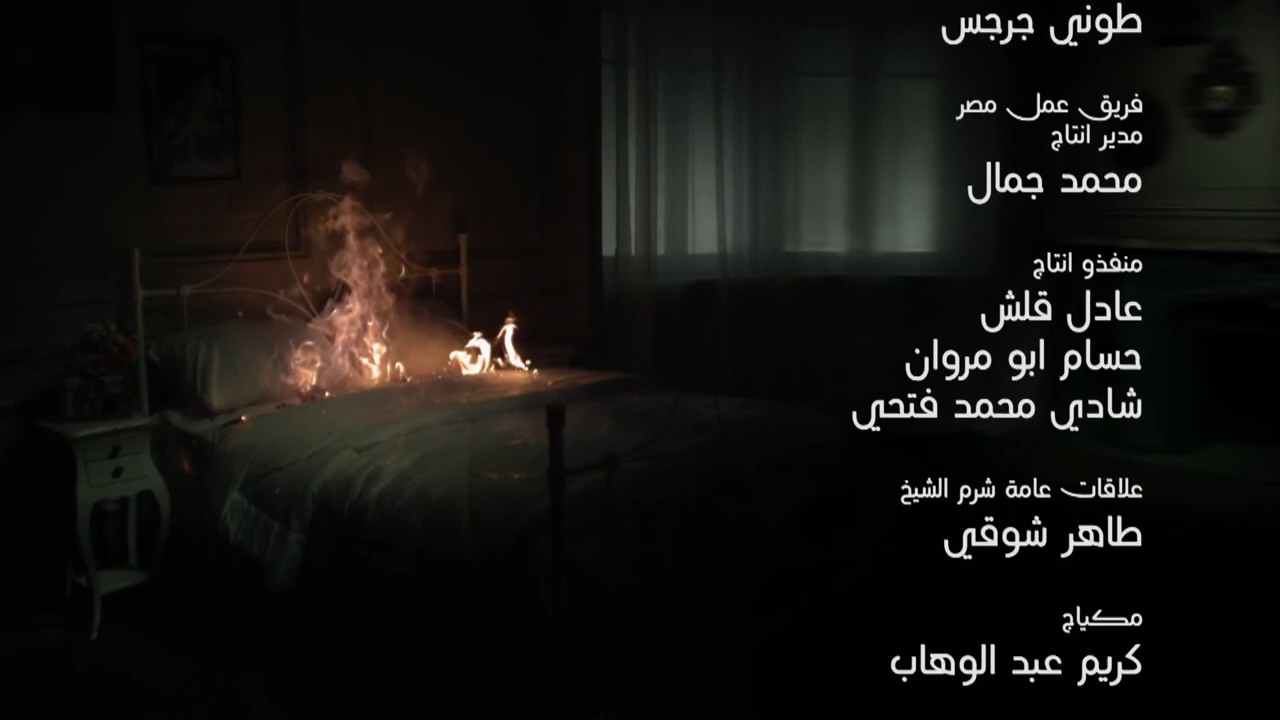 طوني جرجس
فريق عمل مصر
مدير انتاج
محمد جمال
منفذو انتاج
عادل قلش
حسام ابو مروان
شادي محمد فتحي
علاقات عامة شرم الشيخ
طاهر شوقي
مكياج
كريم عبد الوهاب